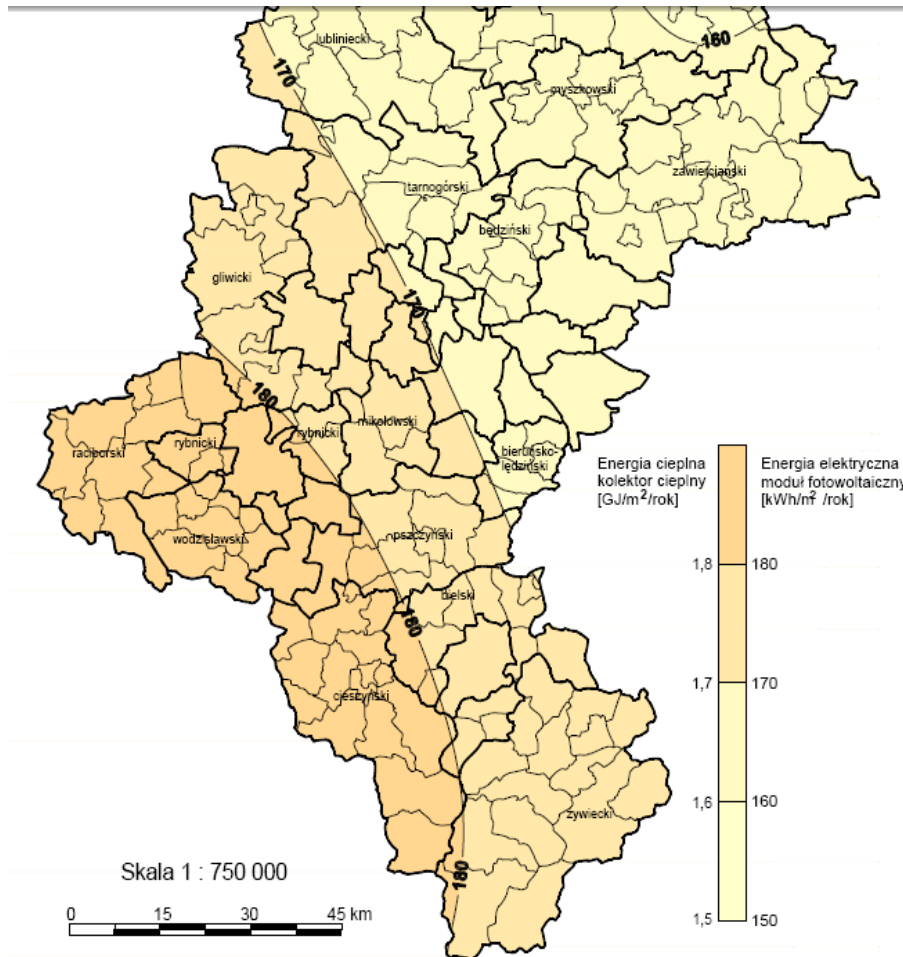 lubliniecki
160
170
myszkowski
zawierciański
tarnogórski
będziński
gliwicki
170
180
mikołowski
rybnicki
rybnicki
raciborski
bieruńsko-
lędziński
Energia cieplna
kolektor cieplny
[GJ/m²/rok]
Energia elektryczna
moduł fotowoltaiczny
[kWh/m² /rok]
wodzisławski
pszczyński
1,8
180
bielski
180
cieszyński
1,7
170
żywiecki
1,6
160
Skala 1 : 750 000
180
0 15 30 45 km
1,5
150